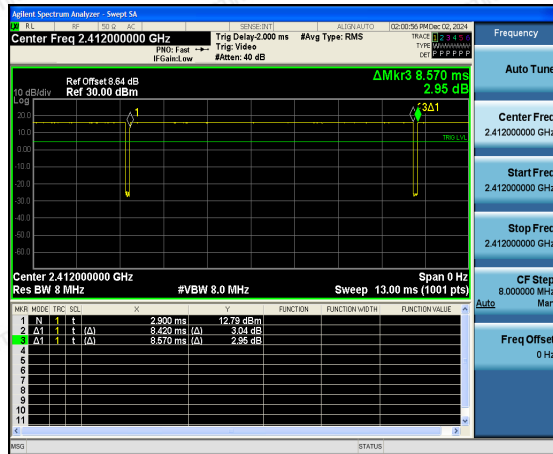 Agilent Spectrum Analyzer - Swept SA
RL RF 50 Ω AC SENSE:INT ALIGN AUTO 02:00:56 PM Dec 02, 2024
Center Freq 2.412000000 GHz
PNO: Fast
IFGain:Low
Trig Delay-2.000 ms
Trig: Video
#Atten: 40 dB
#Avg Type: RMS
TRACE 1 2 3 4 5 6
TYPE WWWWWW
DET P P P P P P
Frequency
Auto Tune
Center Freq
2.412000000 GHz
Start Freq
2.412000000 GHz
Stop Freq
2.412000000 GHz
CF Step
8.000000 MHz
Auto Man
Freq Offset
0 Hz
Ref Offset 8.64 dB
Ref 30.00 dBm
10 dB/div
Log
ΔMkr3 8.570 ms
2.95 dB
20.0
10.0
0.00
-10.0
-20.0
-30.0
-40.0
-50.0
-60.0
1
3Δ1
TRIG LVL
Center 2.412000000 GHz Span 0 Hz
Res BW 8 MHz #VBW 8.0 MHz Sweep 13.00 ms (1001 pts)
MKR MODE TRC SCL X Y FUNCTION FUNCTION WIDTH FUNCTION VALUE
1 N 1 t 2.900 ms 12.79 dBm
2 Δ1 1 t (Δ) 8.420 ms (Δ) 3.04 dB
3 Δ1 1 t (Δ) 8.570 ms (Δ) 2.95 dB
4
5
6
7
8
9
10
11
MSG STATUS